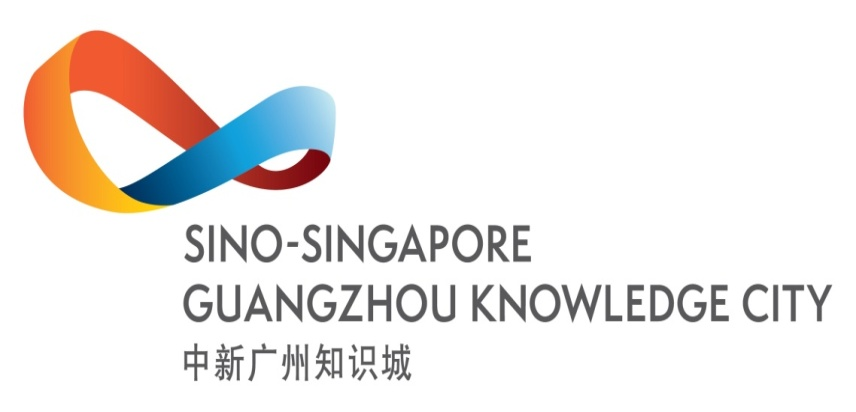 SINO-SINGAPORE
GUANGZHOU KNOWLEDGE CITY
中新广州知识城